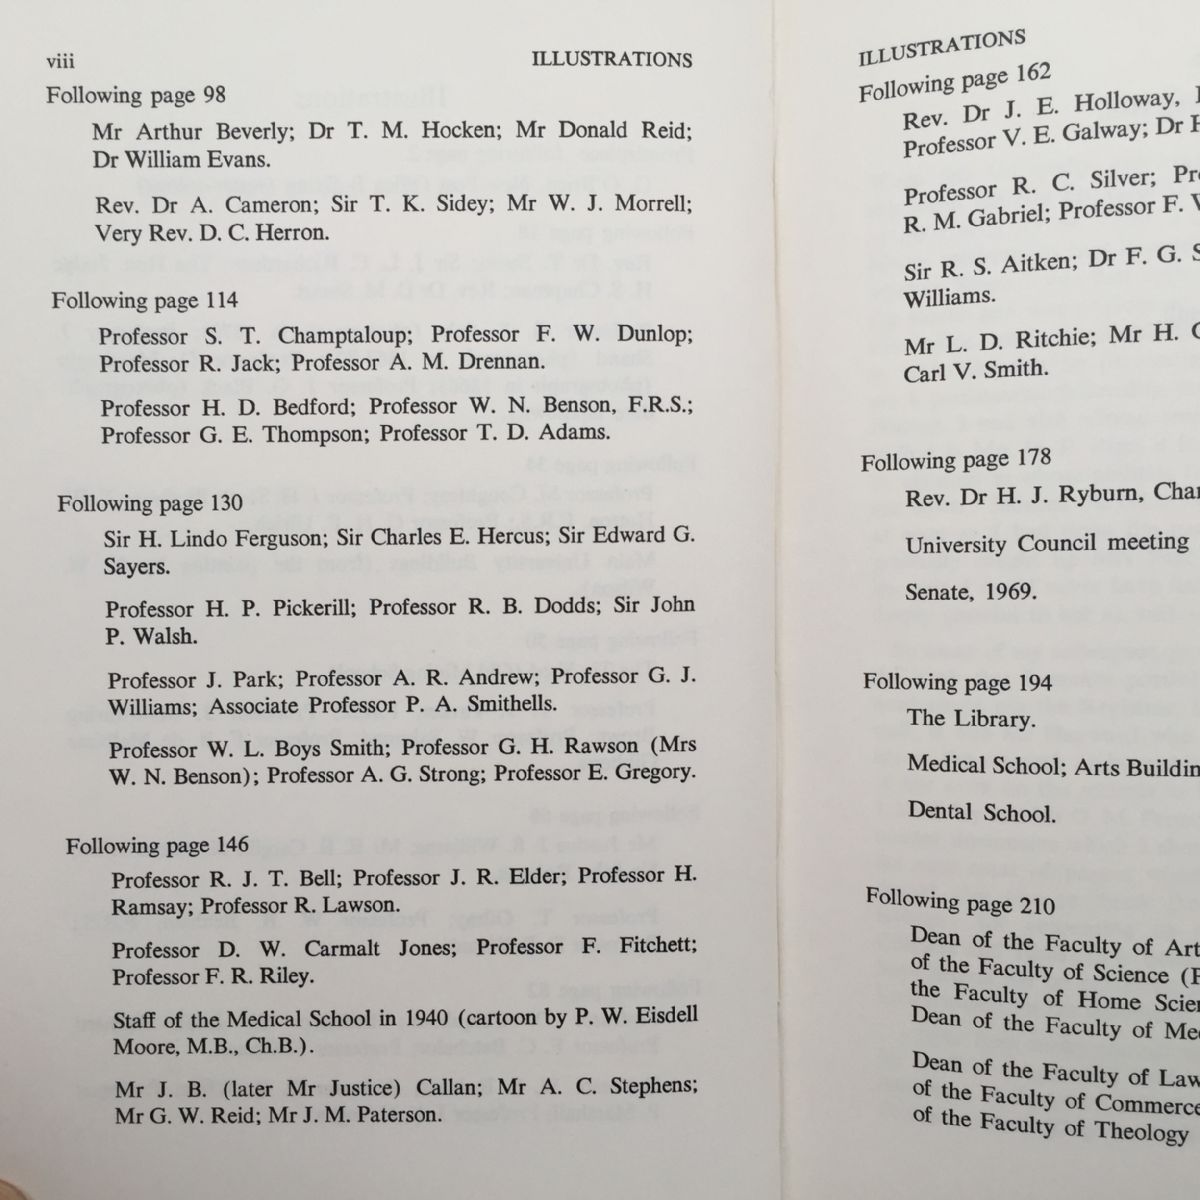 viii ILLUSTRATIONS
Following page 98
Mr Arthur Beverly; Dr T. M. Hocken; Mr Donald Reid;
Dr William Evans.
Rev. Dr A. Cameron; Sir T. K. Sidey; Mr W. J. Morrell;
Very Rev. D. C. Herron.
Following page 114
Professor S. T. Champtaloup; Professor F. W. Dunlop;
Professor R. Jack; Professor A. M. Drennan.
Professor H. D. Bedford; Professor W. N. Benson, F.R.S.;
Professor G. E. Thompson; Professor T. D. Adams.
Following page 130
Sir H. Lindo Ferguson; Sir Charles E. Hercus; Sir Edward G.
Sayers.
Professor H. P. Pickerill; Professor R. B. Dodds; Sir John
P. Walsh.
Professor J. Park; Professor A. R. Andrew; Professor G. J.
Williams; Associate Professor P. A. Smithells.
Professor W. L. Boys Smith; Professor G. H. Rawson (Mrs
W. N. Benson); Professor A. G. Strong; Professor E. Gregory.
Following page 146
Professor R. J. T. Bell; Professor J. R. Elder; Professor H.
Ramsay; Professor R. Lawson.
Professor D. W. Carmalt Jones; Professor F. Fitchett;
Professor F. R. Riley.
Staff of the Medical School in 1940 (cartoon by P. W. Eisdell
Moore, M.B., Ch.B.).
Mr J. B. (later Mr Justice) Callan; Mr A. C. Stephens;
Mr G. W. Reid; Mr J. M. Paterson.
ILLUSTRATIONS
Following page 162
Rev. Dr J. E. Holloway,
Professor V. E. Galway; Dr
Professor R. C. Silver;
R. M. Gabriel; Professor F.
Sir R. S. Aitken; Dr F. G.
Williams.
Mr L. D. Ritchie; Mr H.
Carl V. Smith.
Following page 178
Rev. Dr H. J. Ryburn,
University Council meeting
Senate, 1969.
Following page 194
The Library.
Medical School; Arts
Dental School.
Following page 210
Dean of the Faculty of
of the Faculty of Science
the Faculty of Home
Dean of the Faculty of
Dean of the Faculty of Law
of the Faculty of Commerce
of the Faculty of Theology